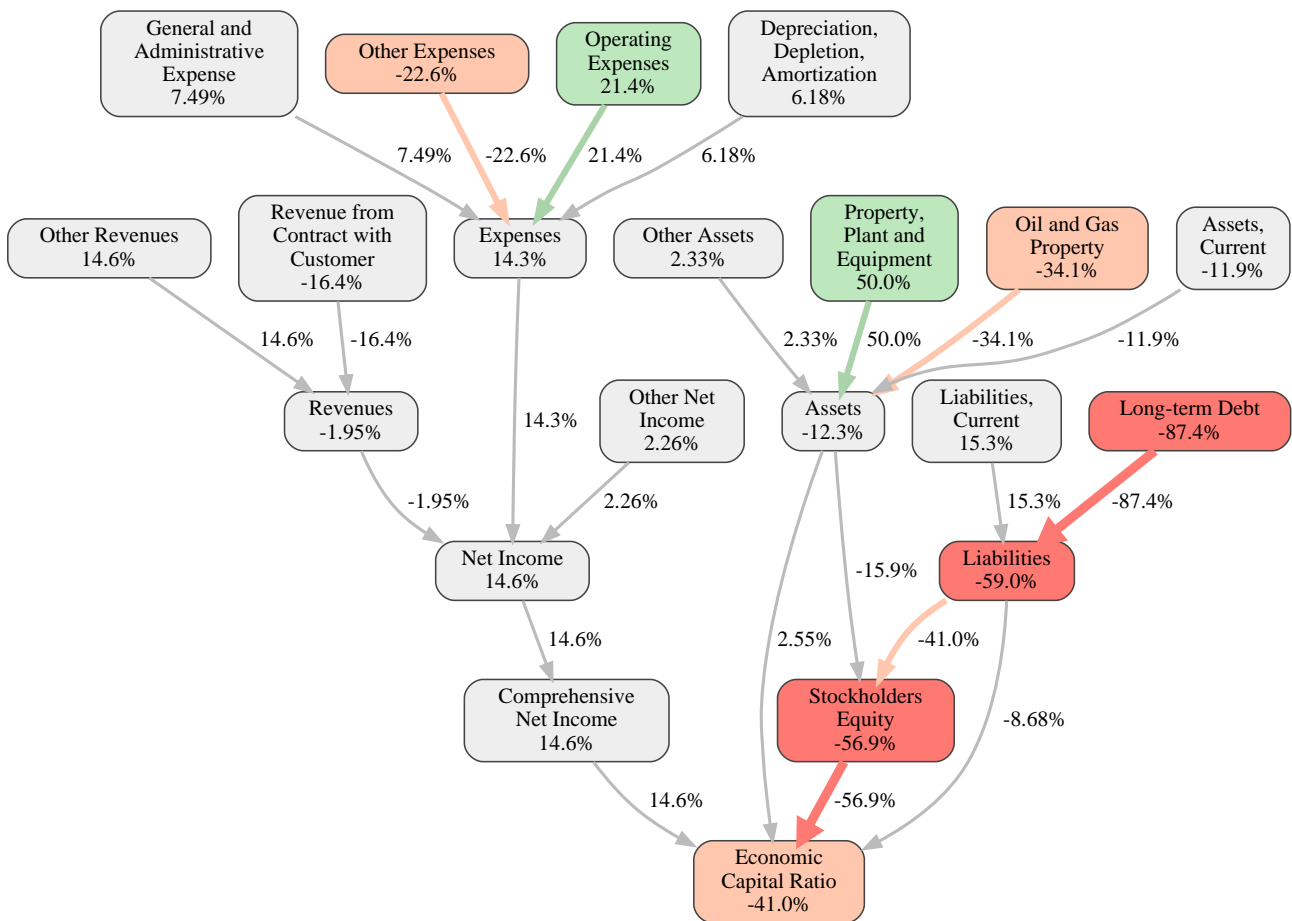 General and
Administrative
Expense
7.49%
Other Expenses
-22.6%
Operating
Expenses
21.4%
Depreciation,
Depletion,
Amortization
6.18%
7.49%
-22.6%
21.4%
6.18%
Other Revenues
14.6%
Revenue from
Contract with
Customer
-16.4%
Expenses
14.3%
Other Assets
2.33%
Property,
Plant and
Equipment
50.0%
Oil and Gas
Property
-34.1%
Assets,
Current
-11.9%
14.6%
-16.4%
2.33%
50.0%
-34.1%
-11.9%
Revenues
-1.95%
14.3%
Other Net
Income
2.26%
Assets
-12.3%
Liabilities,
Current
15.3%
Long-term Debt
-87.4%
-1.95%
2.26%
15.3%
-87.4%
Net Income
14.6%
-15.9%
Liabilities
-59.0%
14.6%
2.55%
-41.0%
Comprehensive
Net Income
14.6%
Stockholders
Equity
-56.9%
-8.68%
14.6%
-56.9%
Economic
Capital Ratio
-41.0%